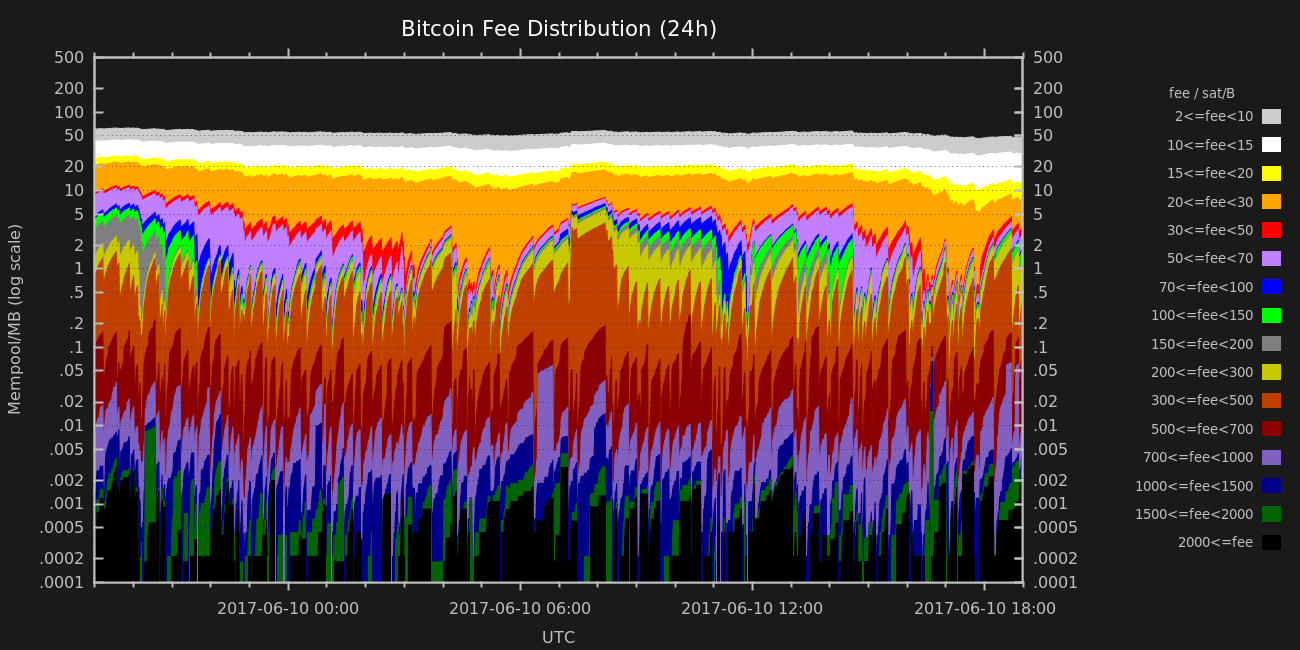 Bitcoin Fee Distribution (24h)
Mempool/MB (log scale)
500
200
100
50
20
10
5
2
1
.5
.2
.1
.05
.02
.01
.005
.002
.001
.0005
.0002
.0001
500
200
100
50
20
10
5
2
1
.5
.2
.1
.05
.02
.01
.005
.002
.001
.0005
.0002
.0001
2017-06-10 00:00
2017-06-10 06:00
2017-06-10 12:00
2017-06-10 18:00
UTC
fee / sat/B
2<=fee<10
10<=fee<15
15<=fee<20
20<=fee<30
30<=fee<50
50<=fee<70
70<=fee<100
100<=fee<150
150<=fee<200
200<=fee<300
300<=fee<500
500<=fee<700
700<=fee<1000
1000<=fee<1500
1500<=fee<2000
2000<=fee